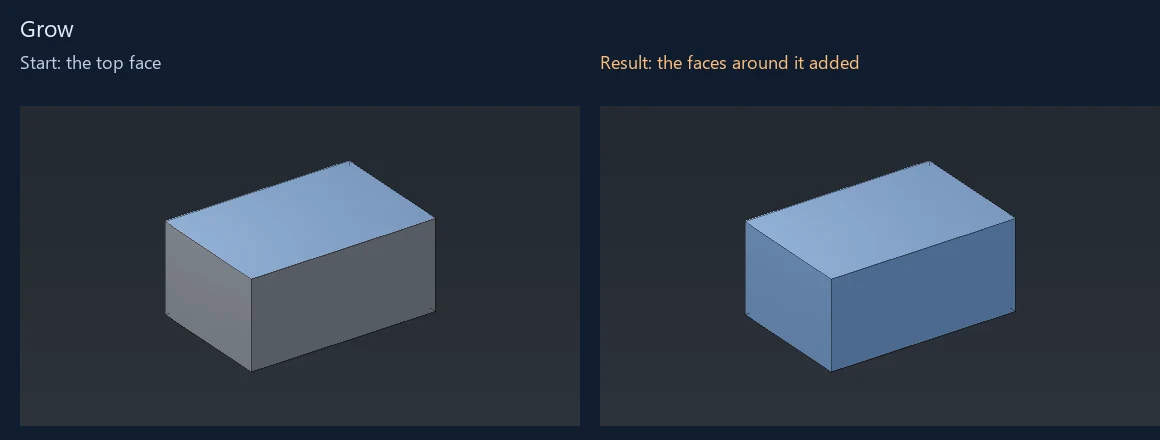 Grow
Start: the top face
Result: the faces around it added